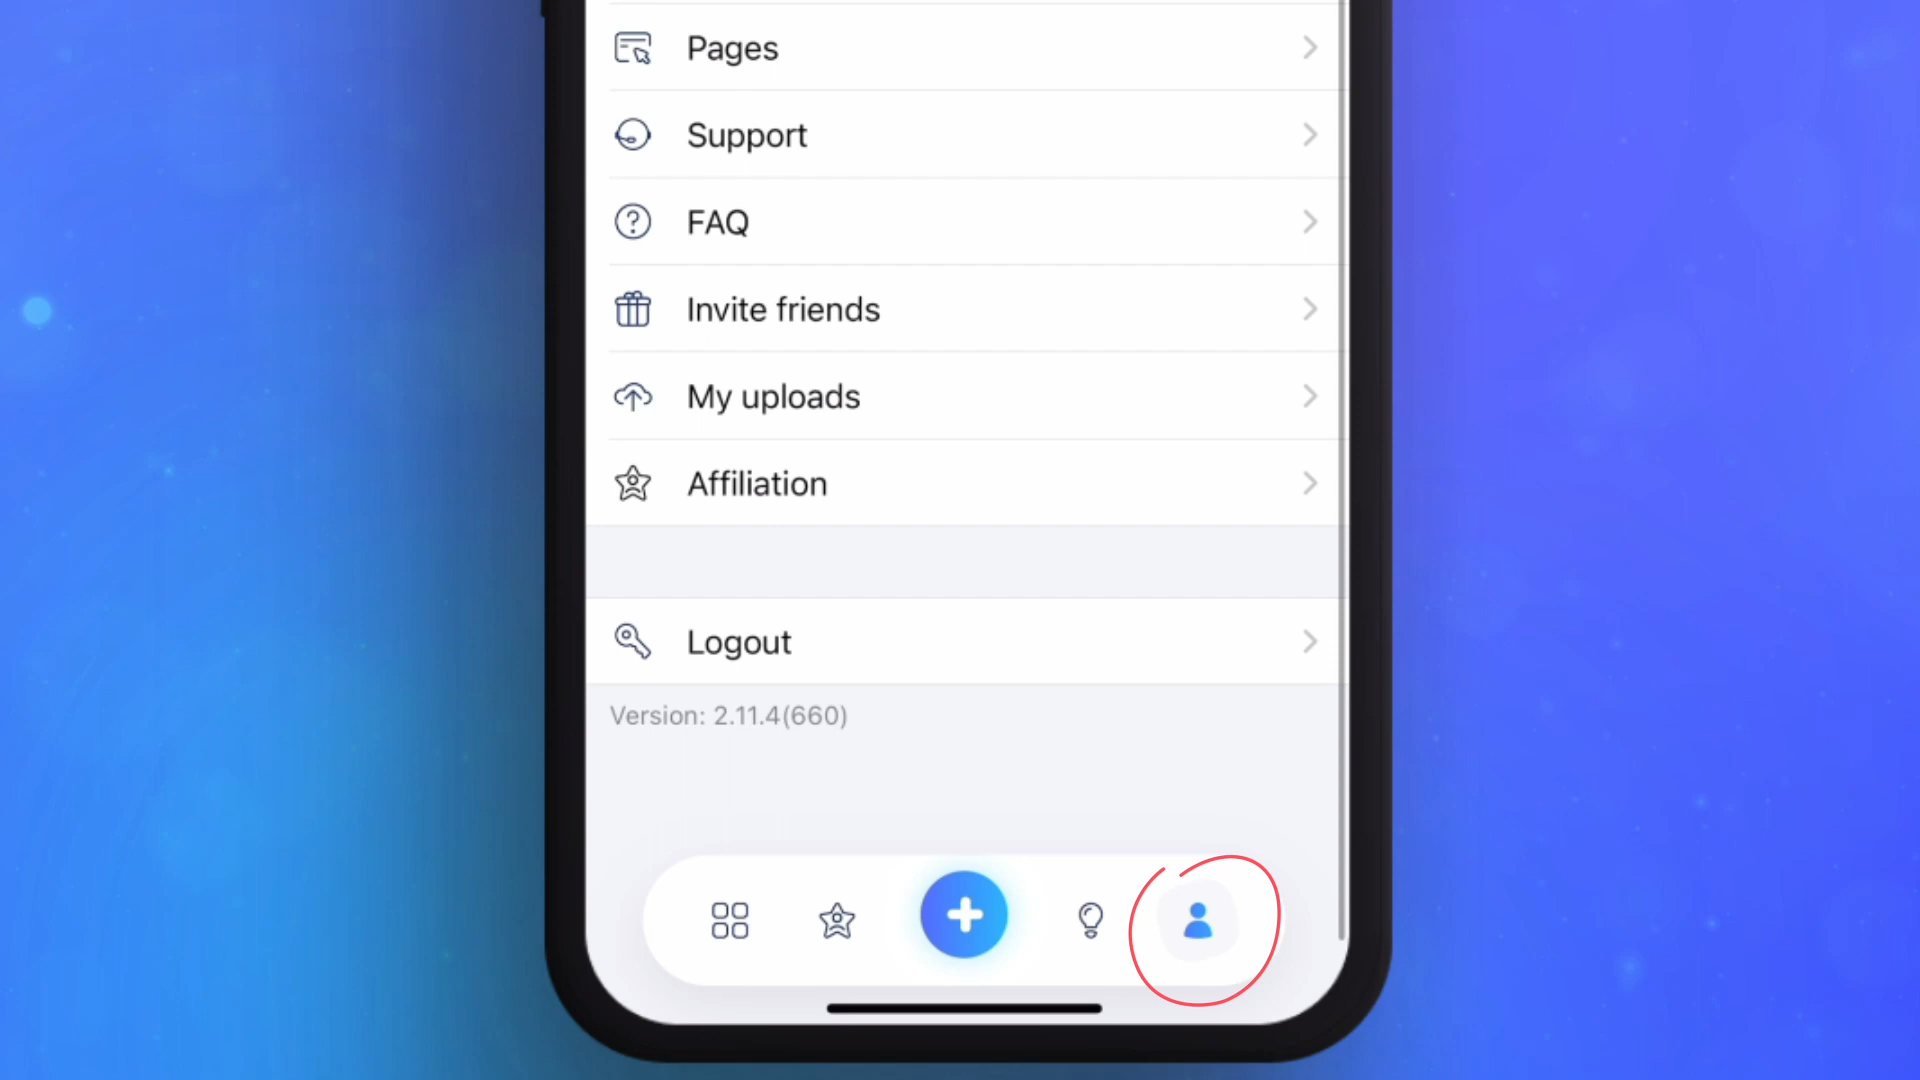 Pages
Support
FAQ
Invite friends
My uploads
Affiliation
Logout
Version: 2.11.4(660)